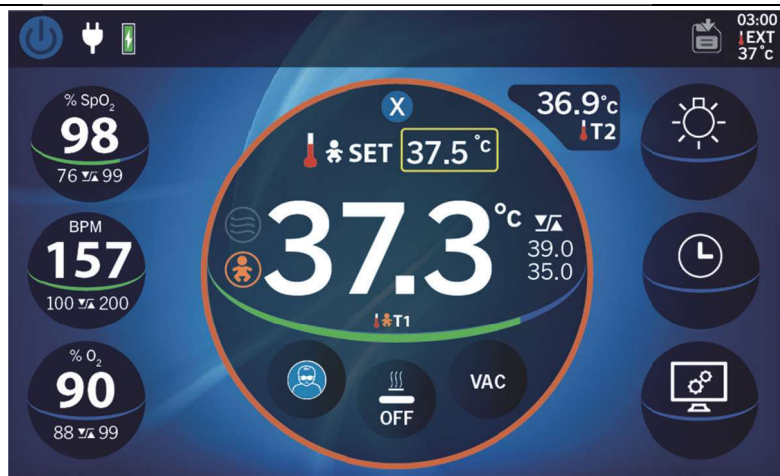 03:00
EXT
37°c
% SpO₂
98
76 99
BPM
157
100 200
% O₂
90
88 99
X
SET 37.5 °c
37.3 °c
39.0
35.0
T1
OFF
VAC
36.9°c
T2